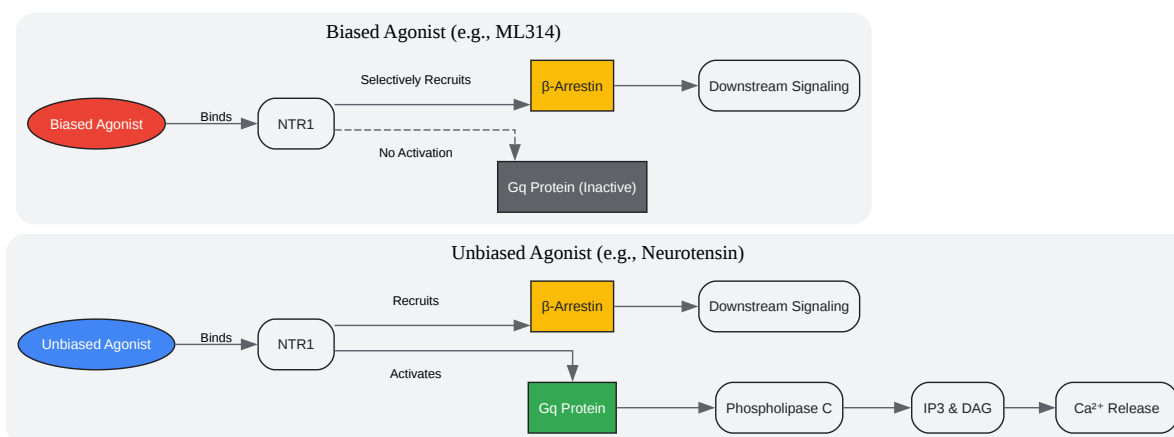 Biased Agonist (e.g., ML314)
Selectively Recruits
β-Arrestin
Downstream Signaling
Biased Agonist
Binds
NTR1
No Activation
Gq Protein (Inactive)
Unbiased Agonist (e.g., Neurotensin)
Recruits
β-Arrestin
Downstream Signaling
Unbiased Agonist
Binds
NTR1
Activates
Gq Protein
Phospholipase C
IP3 & DAG
Ca²⁺ Release